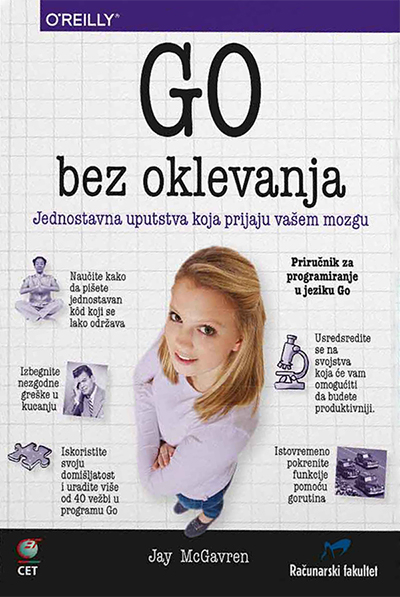 O'REILLY®
GO
bez oklevanja
Jednostavna uputstva koja prijaju vašem mozgu
Priručnik za
programiranje
u jeziku Go
Naučite kako
da pišete
jednostavan
kôd koji se
lako održava
Usredsredite
se na
svojstva
koja će vam
omogućiti
da budete
produktivniji.
Izbegnite
nezgodne
greške u
kucanju
Iskoristite
svoju
domišljatost
i uradite više
od 40 vežbi u
programu Go
Istovremeno
pokrenite
funkcije
pomoću
gorutina
Jay McGavren
CET
Računarski fakultet